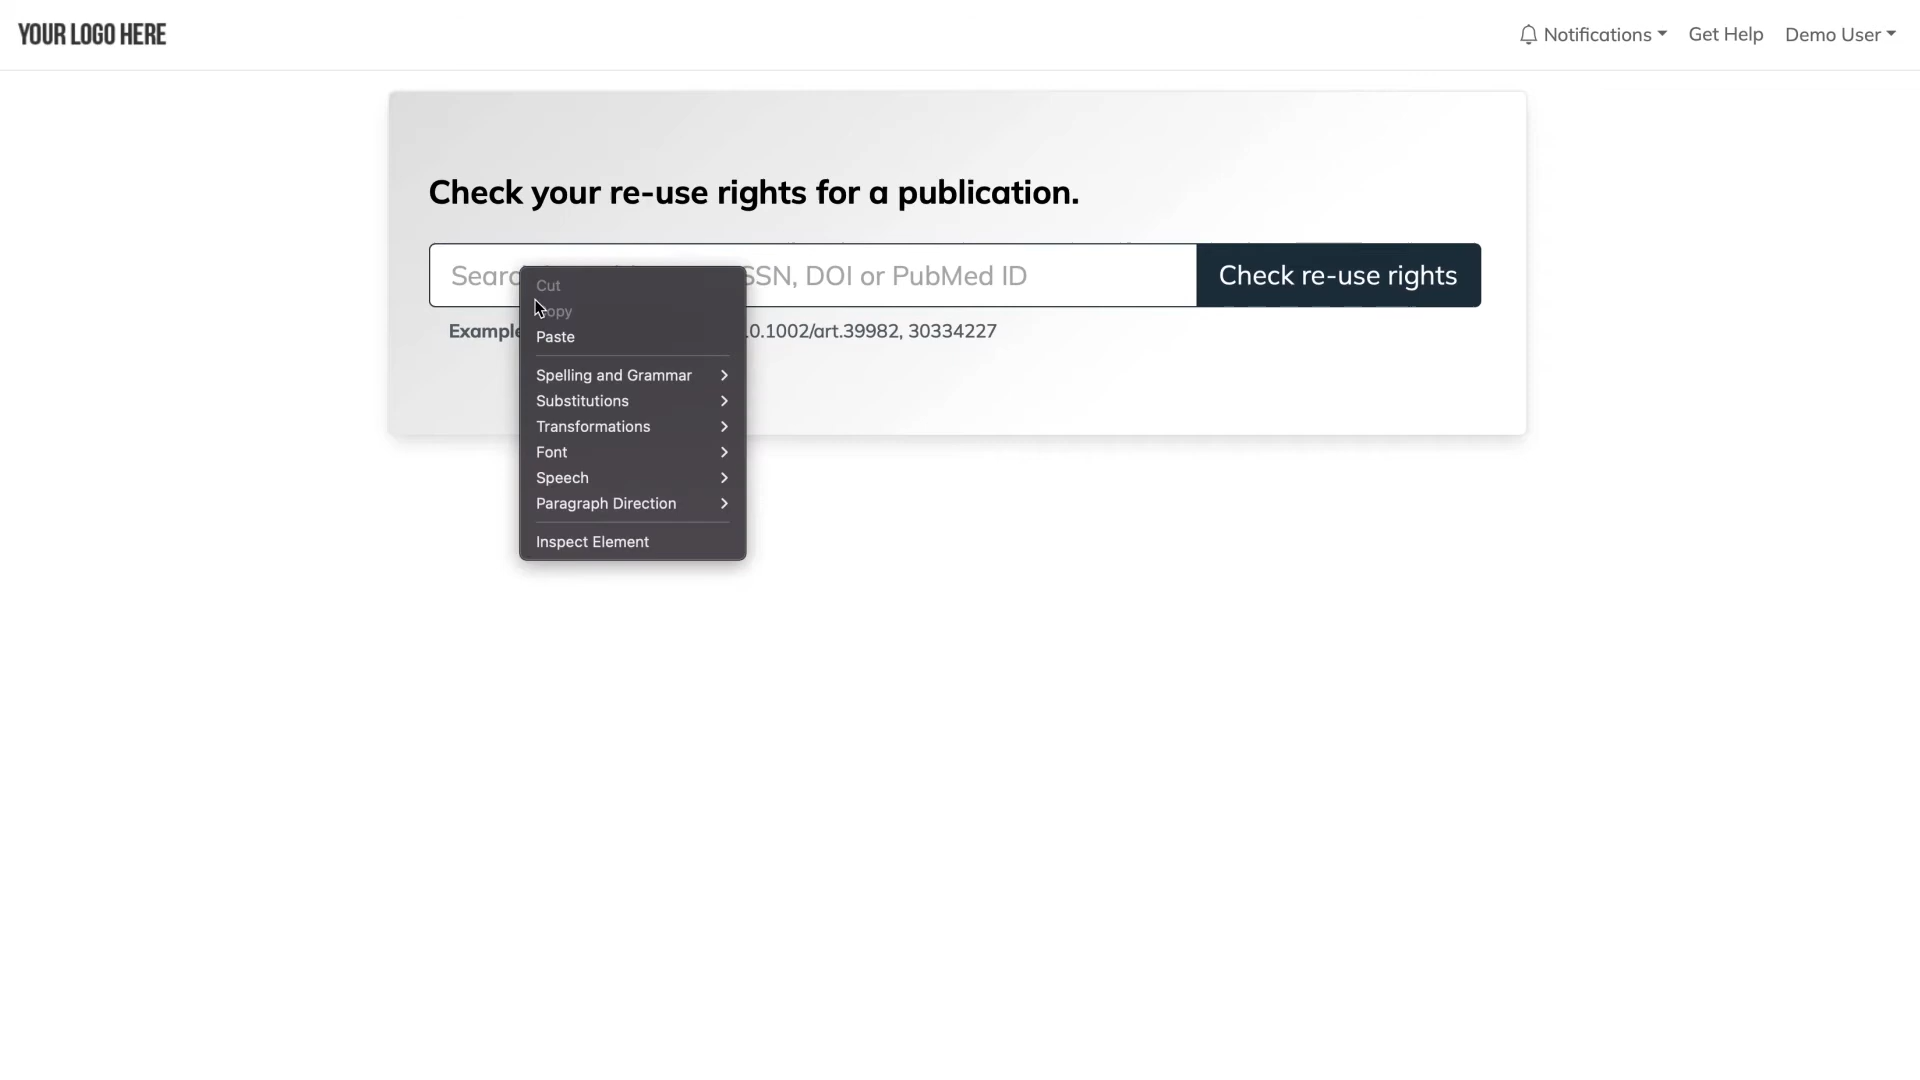 YOUR LOGO HERE
Notifications
Get Help
Demo User
Check your re-use rights for a publication.
SSN, DOI or PubMed ID
Check re-use rights
0.1002/art.39982, 30334227
Cut
Copy
Paste
Spelling and Grammar
Substitutions
Transformations
Font
Speech
Paragraph Direction
Inspect Element